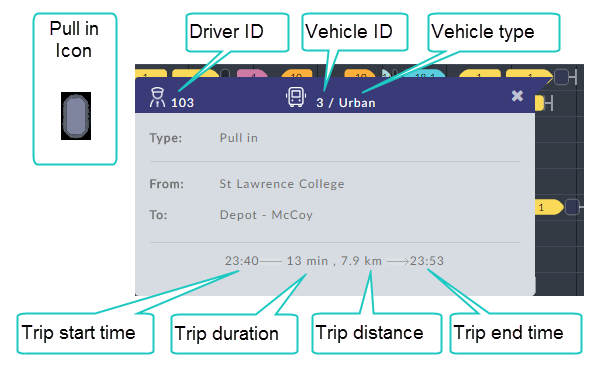 Pull in
Icon
Driver ID
Vehicle ID
Vehicle type
103
3 / Urban
Type: Pull in
From: St Lawrence College
To: Depot - McCoy
1
23:40 13 min , 7.9 km 23:53
Trip start time
Trip duration
Trip distance
Trip end time